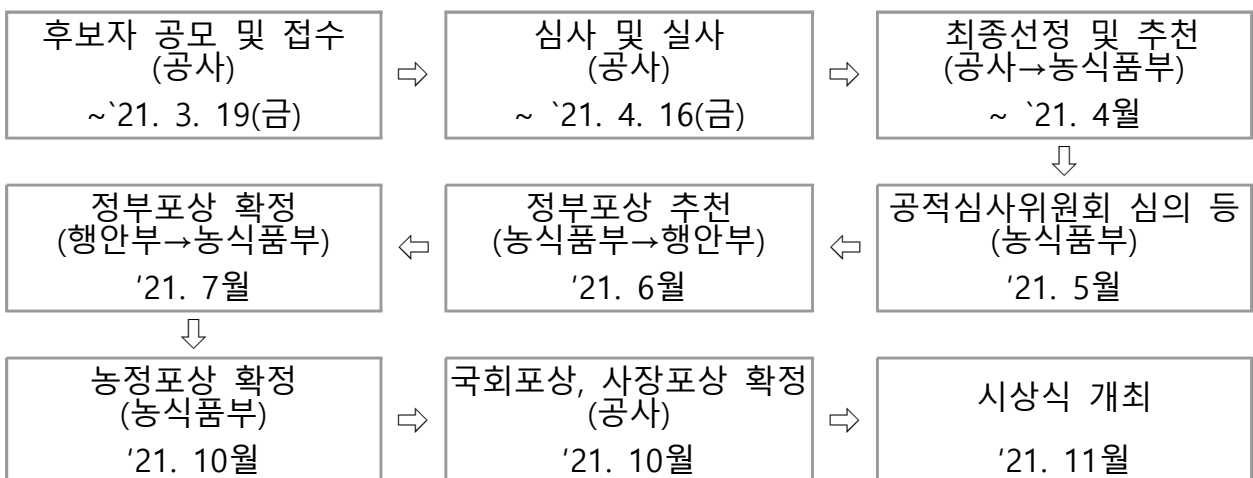 후보자 공모 및 접수
(공사)
~`21. 3. 19(금)
⇨
심사 및 실사
(공사)
~ `21. 4. 16(금)
⇨
최종선정 및 추천
(공사→농식품부)
~ `21. 4월
⇩
공적심사위원회 심의 등
(농식품부)
'21. 5월
⇦
정부포상 추천
(농식품부→행안부)
'21. 6월
⇦
정부포상 확정
(행안부→농식품부)
'21. 7월
⇩
농정포상 확정
(농식품부)
'21. 10월
⇨
국회포상, 사장포상 확정
(공사)
'21. 10월
⇨
시상식 개최
'21. 11월